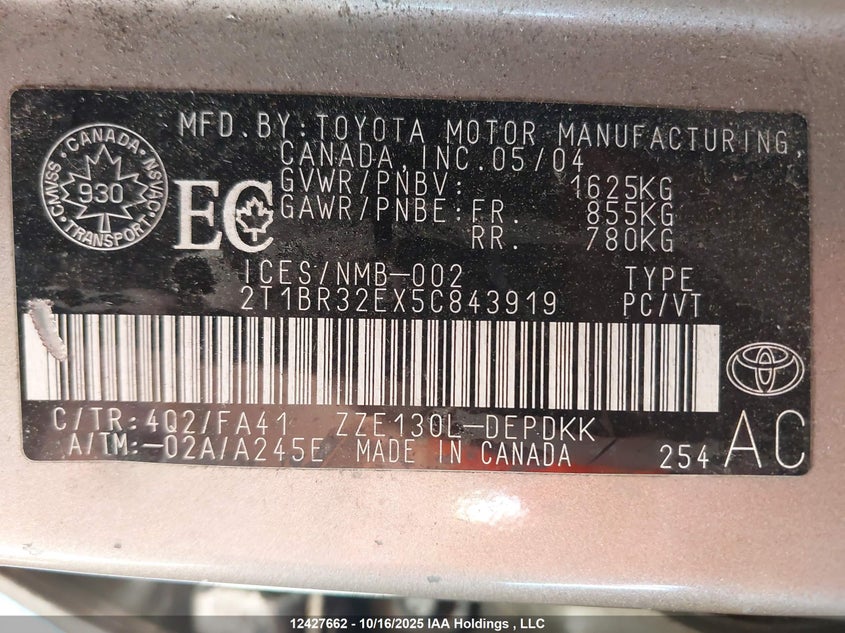 MFD. BY: TOYOTA MOTOR MANUFACTURING,
CANADA, INC. 05/04
GVWR/PNBV: 1625KG
GAWR/PNBE: FR. 855KG
RR. 780KG
CANADA
CMVSS
NSVAC
930
TRANSPORT
EC
ICES/NMB-002 TYPE
2T1BR32EX5C843919 PC/VT
C/TR: 4Q2/FA41 ZZE130L-DEPDKK
A/TM:-02A/A245E MADE IN CANADA 254 AC
12427662 - 10/16/2025 IAA Holdings , LLC